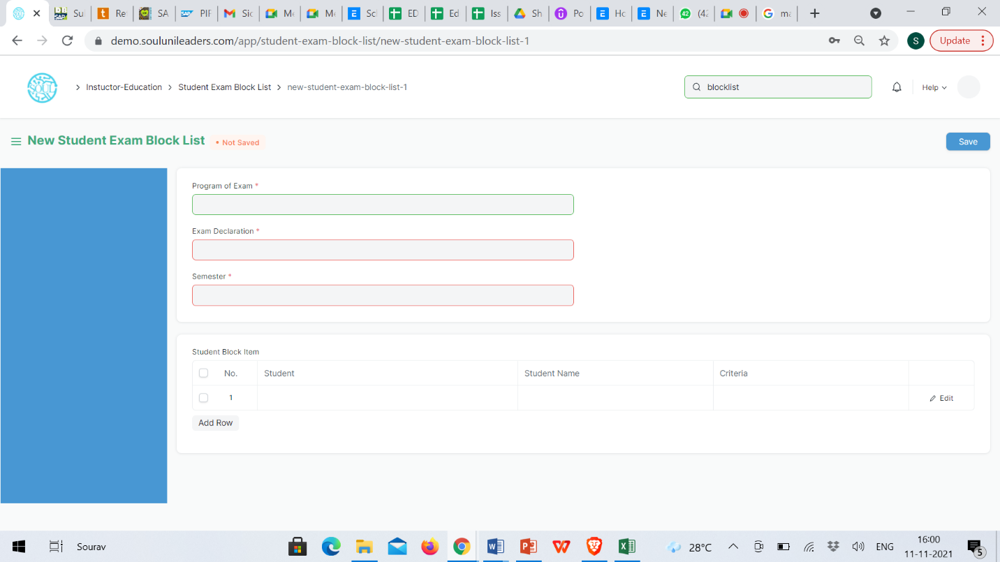 Su
Re
SA
PIF
Sic
Me
Me
Sch
ED
Ed
Iss
Sh
Po
Ho
Ne
(42
ma
demo.soulunileaders.com/app/student-exam-block-list/new-student-exam-block-list-1
S
Update
SOUL
Instuctor-Education
Student Exam Block List
new-student-exam-block-list-1
blocklist
Help
New Student Exam Block List
Not Saved
Save
Program of Exam *
Exam Declaration *
Semester *
Student Block Item
No. Student Student Name Criteria
1 Edit
Add Row
Sourav
28°C
ENG
16:00
11-11-2021
5